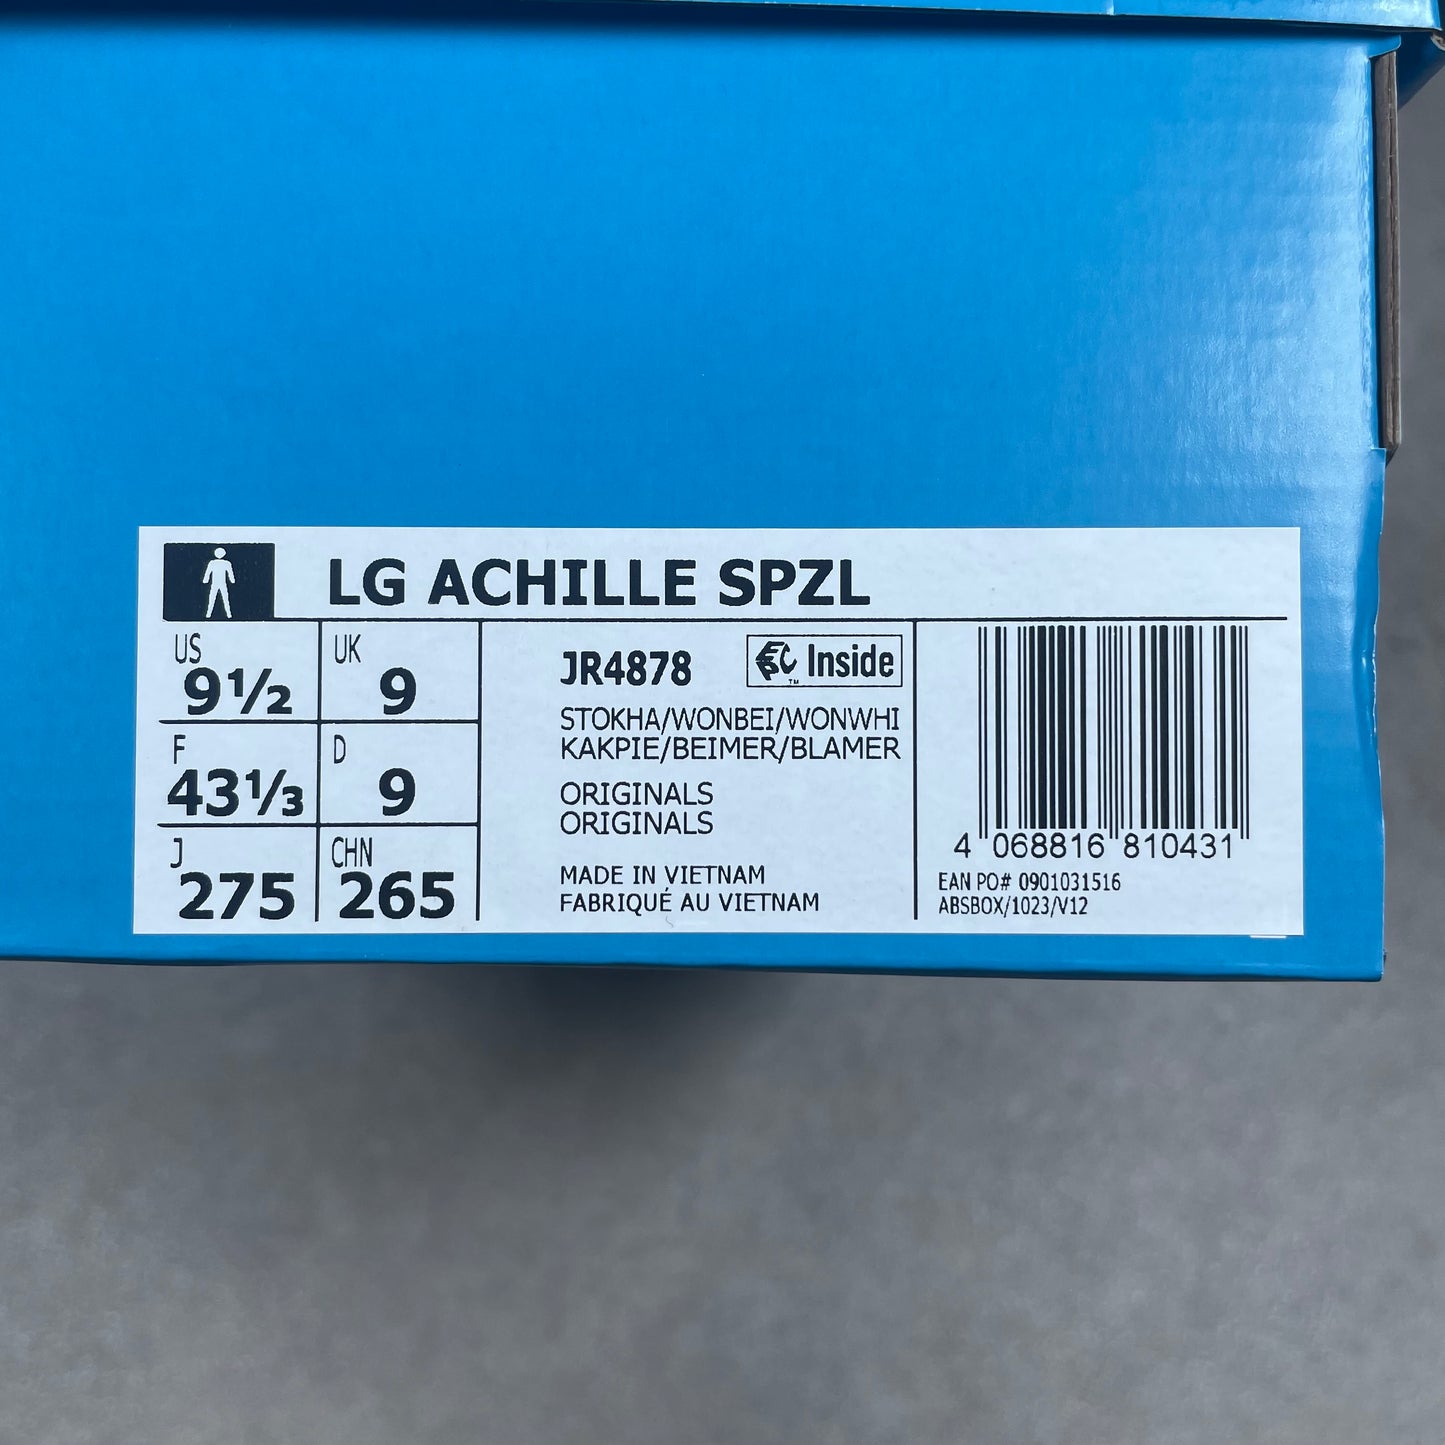 LG ACHILLE SPZL
US 9½
UK 9
F 43⅓
D 9
J 275
CHN 265
JR4878
EPC Inside
™
STOKHA/WONBEI/WONWHI
KAKPIE/BEIMER/BLAMER
ORIGINALS
ORIGINALS
MADE IN VIETNAM
FABRIQUÉ AU VIETNAM
4 068816 810431
EAN PO# 0901031516
ABSBOX/1023/V12